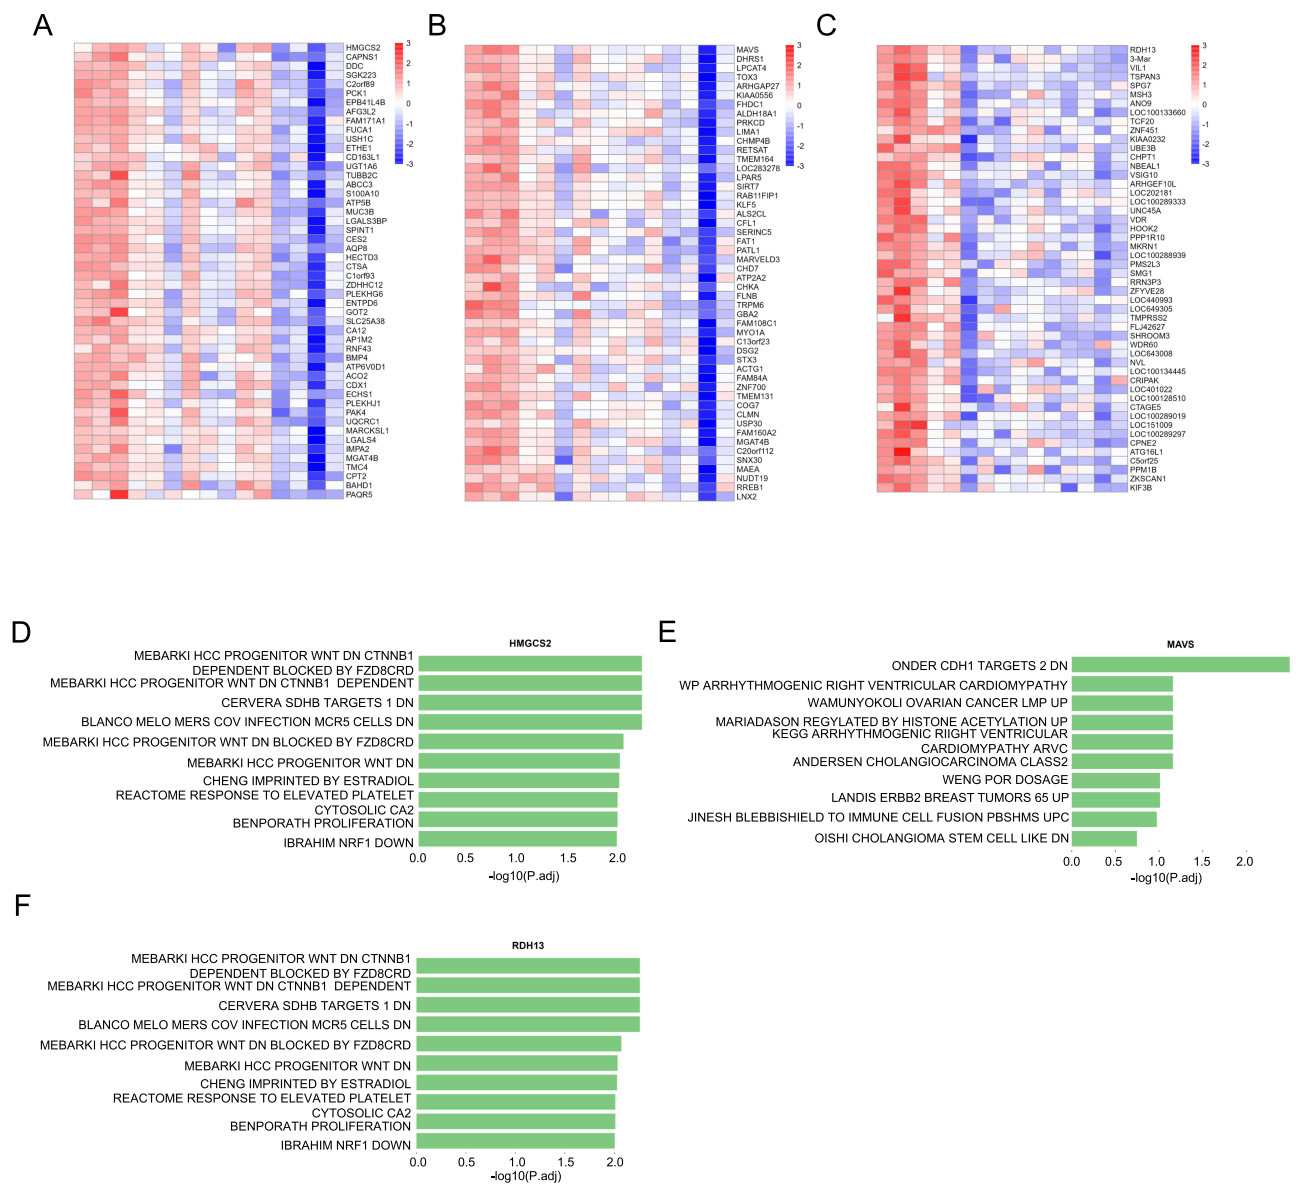 A
HMGCS2
CAPNS1
DDC
SGK223
C2orf89
PCK1
EPB41L4B
AFG3L2
FAM171A1
FUCA1
USH1C
ETHE1
CD163L1
UGT1A6
TUBB2C
ABCC3
S100A10
ATP5B
MUC3B
LGALS3BP
SPINT1
CES2
AQP8
HECTD3
CTSA
C1orf93
ZDHHC12
PLEKHG6
ENTPD6
GOT2
SLC25A38
CA12
AP1M2
RNF43
BMP4
ATP6V0D1
ACO2
CDX1
ECHS1
PLEKHJ1
PAK4
UQCRC1
MARCKSL1
LGALS4
IMPA2
MGAT4B
TMC4
CPT2
BAHD1
PAQR5
3
2
1
0
-1
-2
-3
B
MAVS
DHRS1
LPCAT4
TOX3
ARHGAP27
KIAA0556
FHDC1
ALDH18A1
PRKCD
LIMA1
CHMP4B
RETSAT
TMEM164
LOC283278
LPAR5
SIRT7
RAB11FIP1
KLF5
ALS2CL
CFL1
SERINC5
FAT1
PATL1
MARVELD3
CHD7
ATP2A2
CHKA
FLNB
TRPM6
GBA2
FAM108C1
MYO1A
C13orf23
DSG2
STX3
ACTG1
FAM84A
ZNF700
TMEM131
COG7
CLMN
USP30
FAM160A2
MGAT4B
C20orf112
SNX30
MAEA
NUDT19
RREB1
LNX2
3
2
1
0
-1
-2
-3
C
RDH13
3-Mar
VIL1
TSPAN3
SPG7
MSH3
ANO9
LOC100133660
TCF20
ZNF451
KIAA0232
UBE3B
CHPT1
NBEAL1
VSIG10
ARHGEF10L
LOC202181
LOC100289333
UNC45A
VDR
HOOK2
PPP1R10
MKRN1
LOC100288939
PMS2L3
SMG1
RRN3P3
ZFYVE28
LOC440993
LOC649305
TMPRSS2
FLJ42627
SHROOM3
WDR60
LOC643008
NVL
LOC100134445
CRIPAK
LOC401022
LOC100128510
CTAGE5
LOC100289019
LOC151009
LOC100289297
CPNE2
ATG16L1
C5orf25
PPM1B
ZKSCAN1
KIF3B
3
2
1
0
-1
-2
-3
D
HMGCS2
MEBARKI HCC PROGENITOR WNT DN CTNNB1
DEPENDENT BLOCKED BY FZD8CRD
MEBARKI HCC PROGENITOR WNT DN CTNNB1 DEPENDENT
CERVERA SDHB TARGETS 1 DN
BLANCO MELO MERS COV INFECTION MCR5 CELLS DN
MEBARKI HCC PROGENITOR WNT DN BLOCKED BY FZD8CRD
MEBARKI HCC PROGENITOR WNT DN
CHENG IMPRINTED BY ESTRADIOL
REACTOME RESPONSE TO ELEVATED PLATELET
CYTOSOLIC CA2
BENPORATH PROLIFERATION
IBRAHIM NRF1 DOWN
0.0 0.5 1.0 1.5 2.0
-log10(P.adj)
E
MAVS
ONDER CDH1 TARGETS 2 DN
WP ARRHYTHMOGENIC RIGHT VENTRICULAR CARDIOMYPATHY
WAMUNYOKOLI OVARIAN CANCER LMP UP
MARIADASON REGYLATED BY HISTONE ACETYLATION UP
KEGG ARRHYTHMOGENIC RIIGHT VENTRICULAR
CARDIOMYPATHY ARVC
ANDERSEN CHOLANGIOCARCINOMA CLASS2
WENG POR DOSAGE
LANDIS ERBB2 BREAST TUMORS 65 UP
JINESH BLEBBISHIELD TO IMMUNE CELL FUSION PBSHMS UPC
OISHI CHOLANGIOMA STEM CELL LIKE DN
0.0 0.5 1.0 1.5 2.0
-log10(P.adj)
F
RDH13
MEBARKI HCC PROGENITOR WNT DN CTNNB1
DEPENDENT BLOCKED BY FZD8CRD
MEBARKI HCC PROGENITOR WNT DN CTNNB1 DEPENDENT
CERVERA SDHB TARGETS 1 DN
BLANCO MELO MERS COV INFECTION MCR5 CELLS DN
MEBARKI HCC PROGENITOR WNT DN BLOCKED BY FZD8CRD
MEBARKI HCC PROGENITOR WNT DN
CHENG IMPRINTED BY ESTRADIOL
REACTOME RESPONSE TO ELEVATED PLATELET
CYTOSOLIC CA2
BENPORATH PROLIFERATION
IBRAHIM NRF1 DOWN
0.0 0.5 1.0 1.5 2.0
-log10(P.adj)